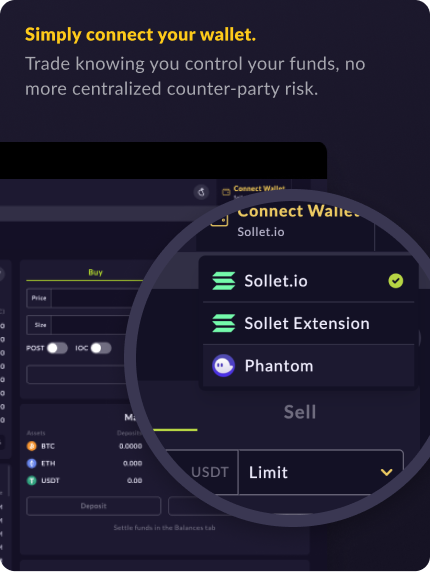 Simply connect your wallet.
Trade knowing you control your funds, no
more centralized counter-party risk.
Connect Wallet
Connect Wallet
Sollet.io
Sollet.io
Sollet Extension
Phantom
Buy
Price
Size
POST
IOC
Sell
USDT
Limit
Assets
BTC
0.0000
ETH
0.000
USDT
0.00
Deposit
Settle funds in the Balances tab